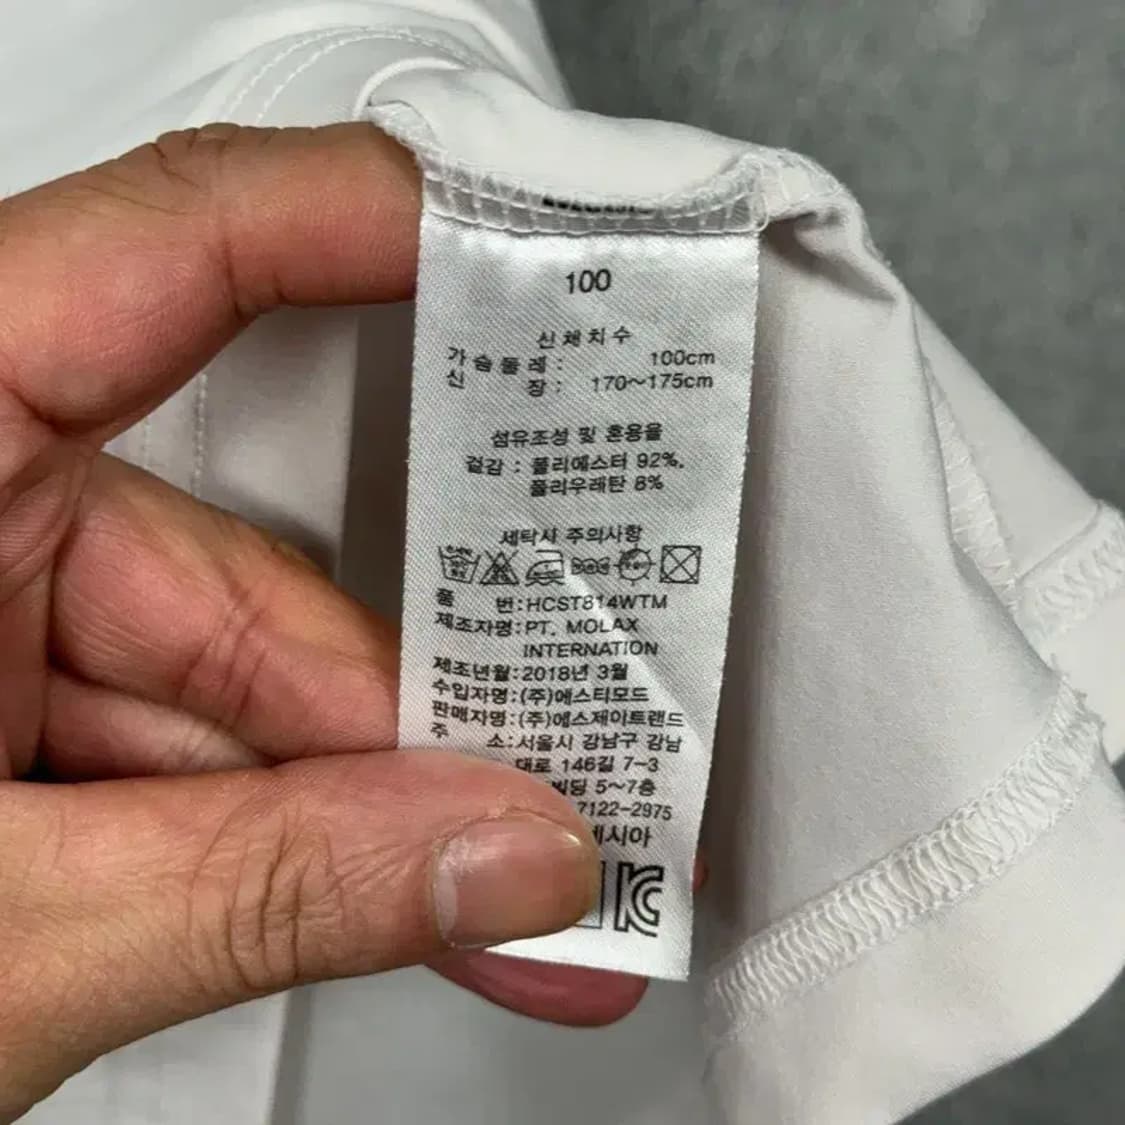 100
신체치수
가슴둘레 : 100cm
신 장 : 170~175cm
섬유조성 및 혼용율
겉감 : 폴리에스터 92%,
폴리우레탄 8%
세탁시 주의사항
품 번:HCST814WTM
제조자명:PT. MOLAX
INTERNATION
제조년월:2018년 3월
수입자명:(주)에스티모드
판매자명:(주)에스제이트랜드
주 소:서울시 강남구 강남
대로 146길 7-3
빌딩 5~7층
7122-2975
네시아
KC